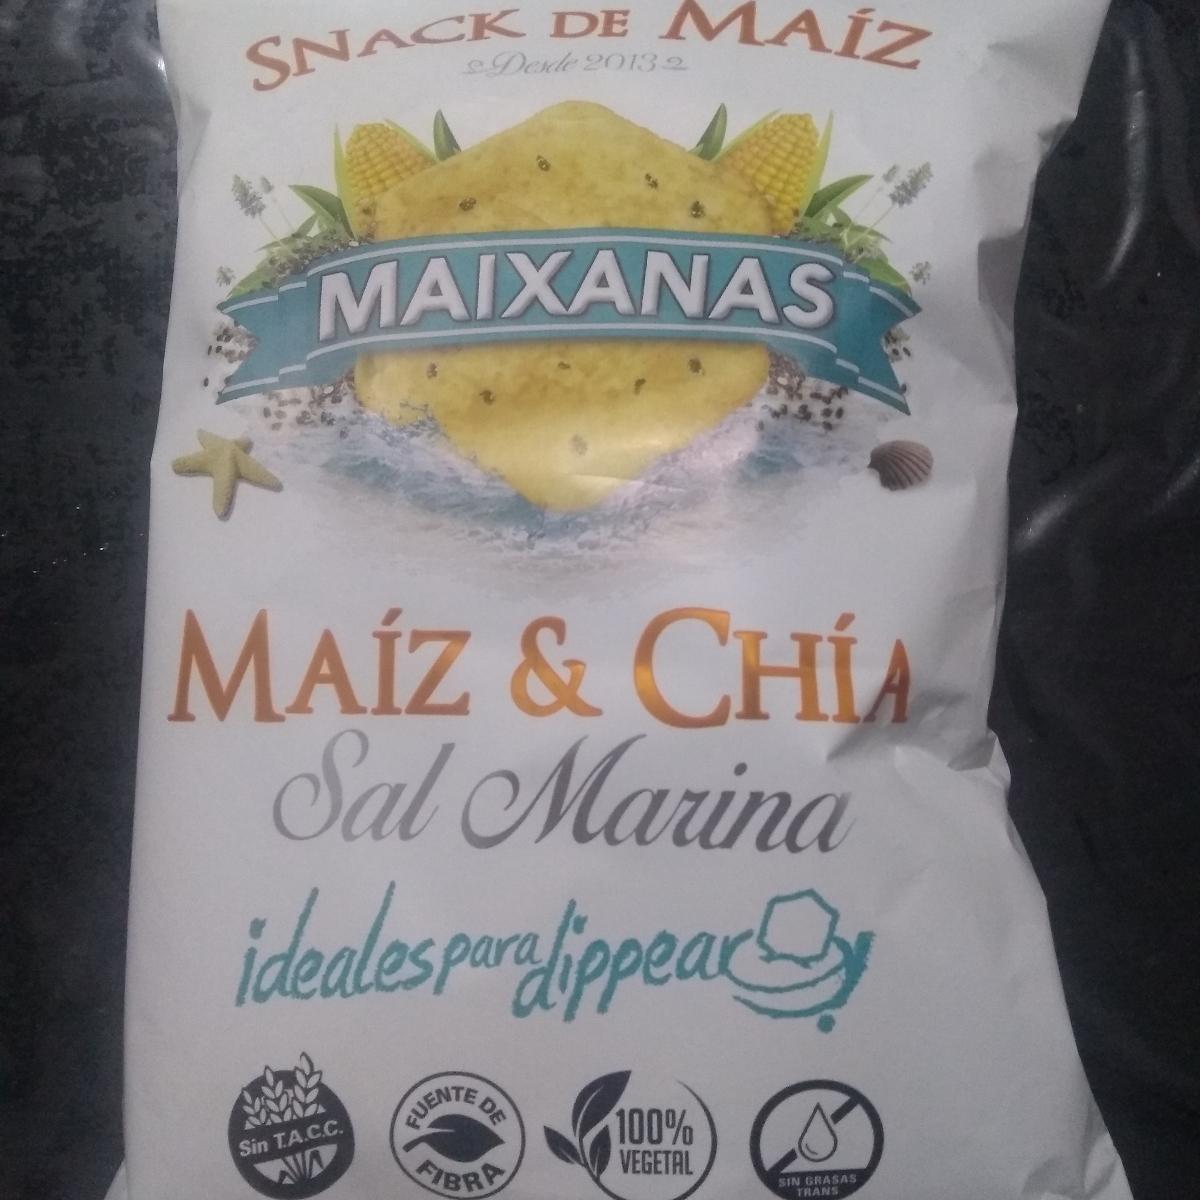 SNACK DE MAÍZ
Desde 2013
MAIXANAS
MAÍZ & CHÍA
Sal Marina
ideales para dippear
Sin T.A.C.C.
FUENTE DE
FIBRA
100%
VEGETAL
SIN GRASAS
TRANS